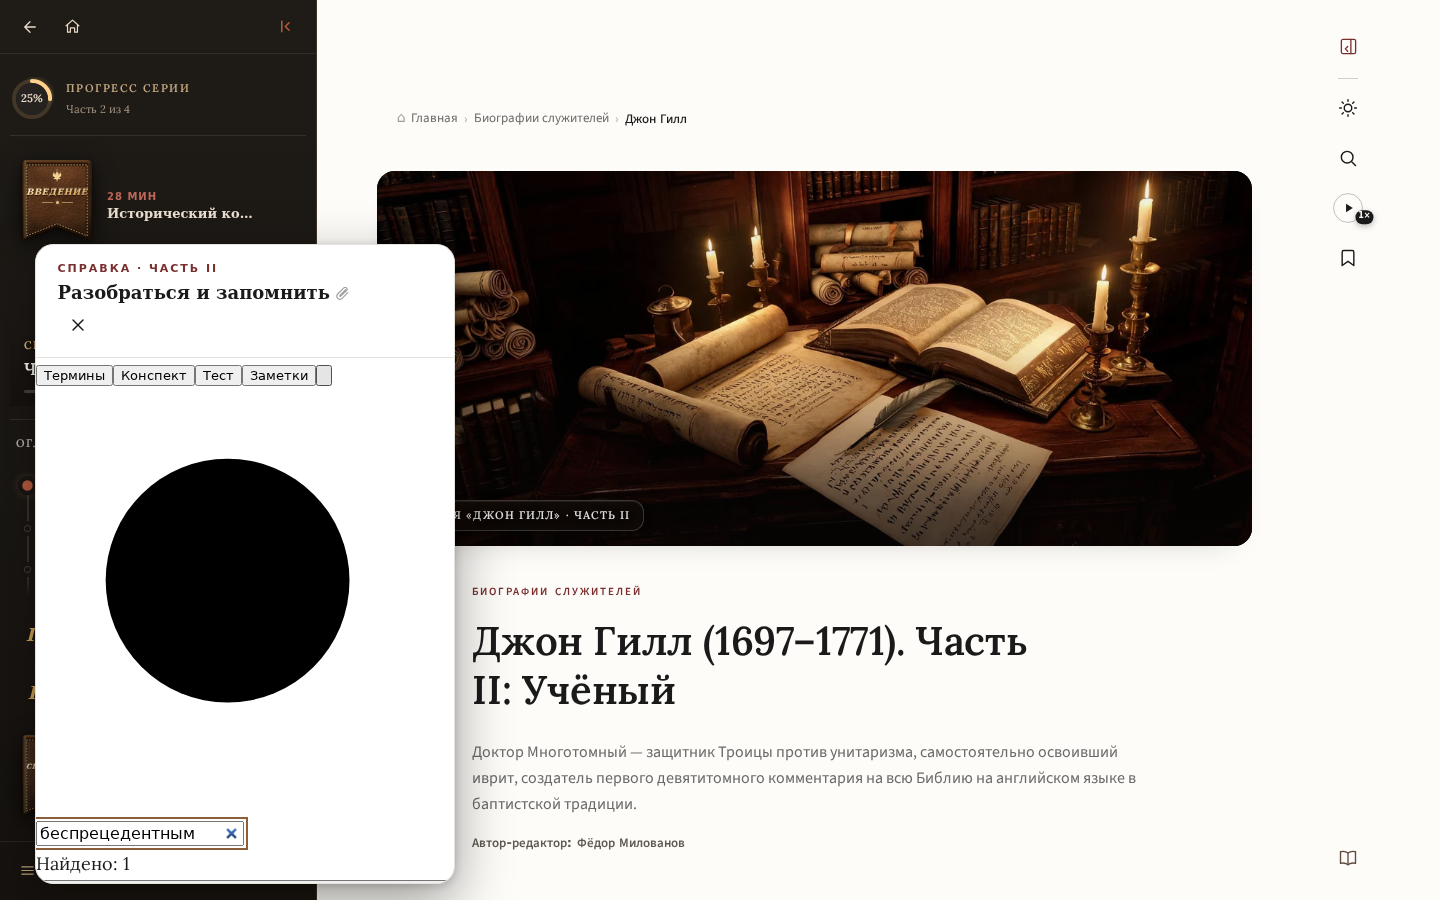 25%
ПРОГРЕСС СЕРИИ
Часть 2 из 4
ВВЕДЕНИЕ
28 МИН
Исторический ко...
СПРАВКА · ЧАСТЬ II
Разобраться и запомнить
Термины Конспект Тест Заметки
беспрецедентным
Найдено: 1
Главная › Биографии служителей › Джон Гилл
«ДЖОН ГИЛЛ» · ЧАСТЬ II
БИОГРАФИИ СЛУЖИТЕЛЕЙ
Джон Гилл (1697–1771). Часть
II: Учёный
Доктор Многотомный — защитник Троицы против унитаризма, самостоятельно освоивший
иврит, создатель первого девятитомного комментария на всю Библию на английском языке в
баптистской традиции.
Автор-редактор: Фёдор Милованов
1×